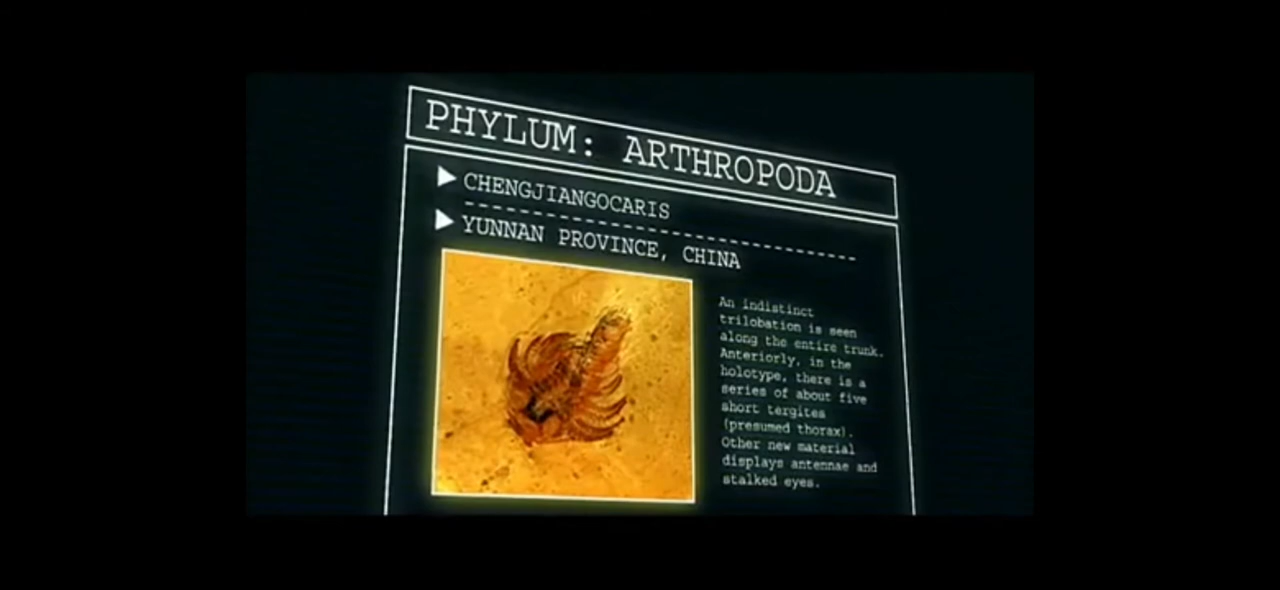 PHYLUM: ARTHROPODA
CHENGJIANGOCARIS
YUNNAN PROVINCE, CHINA
An indistinct
trilobation is seen
along the entire trunk.
Anteriorly, in the
holotype, there is a
series of about five
short tergites
(presumed thorax).
Other new material
displays antennae and
stalked eyes.